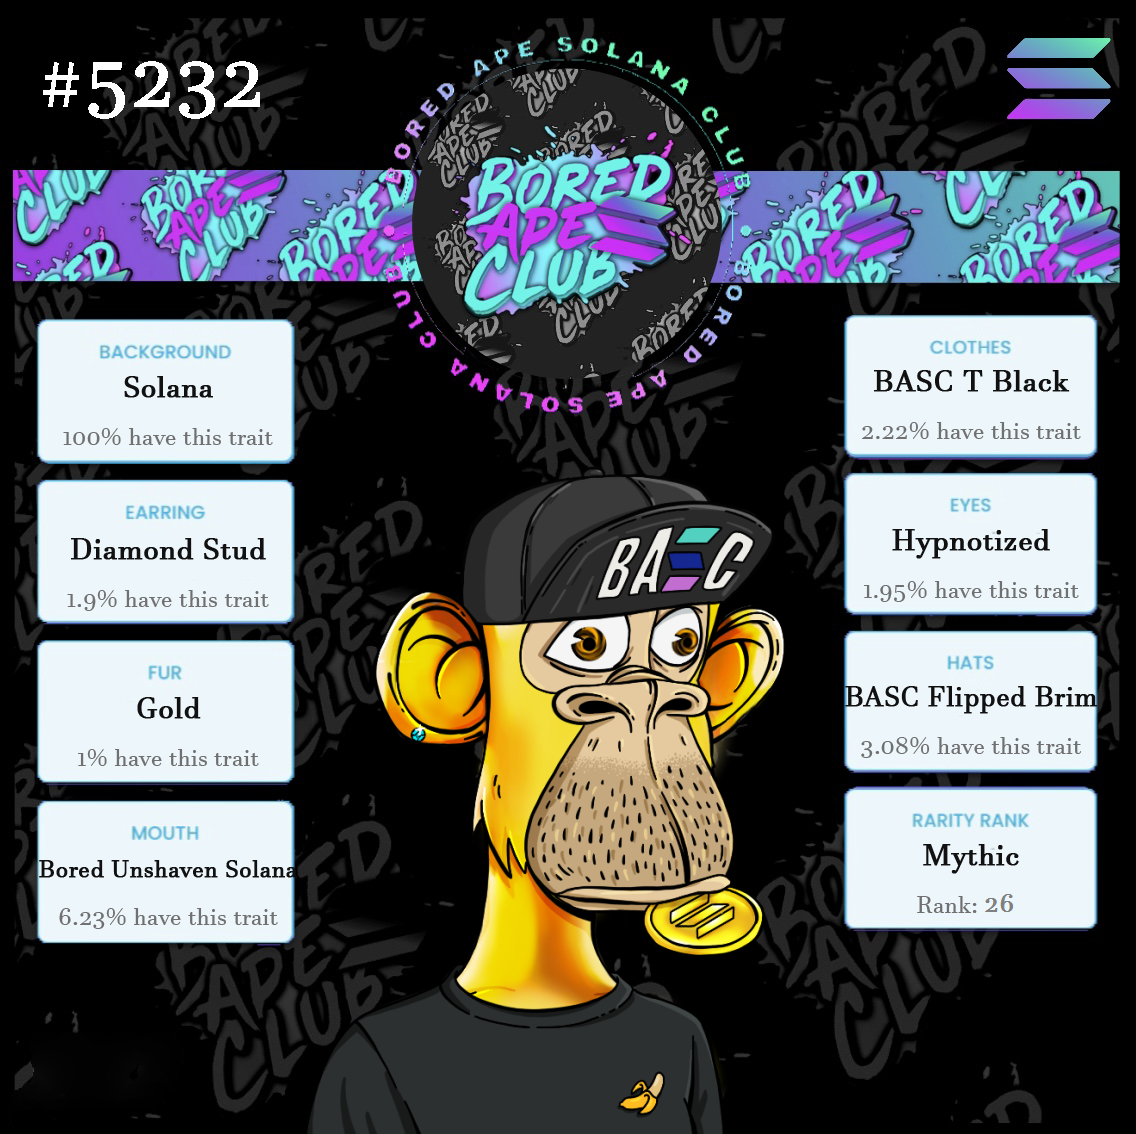 #5232
BORED APE SOLANA CLUB
BORED APE SOLANA CLUB
BORED
APE
CLUB
BACKGROUND
Solana
100% have this trait
EARRING
Diamond Stud
1.9% have this trait
FUR
Gold
1% have this trait
MOUTH
Bored Unshaven Solana
6.23% have this trait
CLOTHES
BASC T Black
2.22% have this trait
EYES
Hypnotized
1.95% have this trait
HATS
BASC Flipped Brim
3.08% have this trait
RARITY RANK
Mythic
Rank: 26
BASC